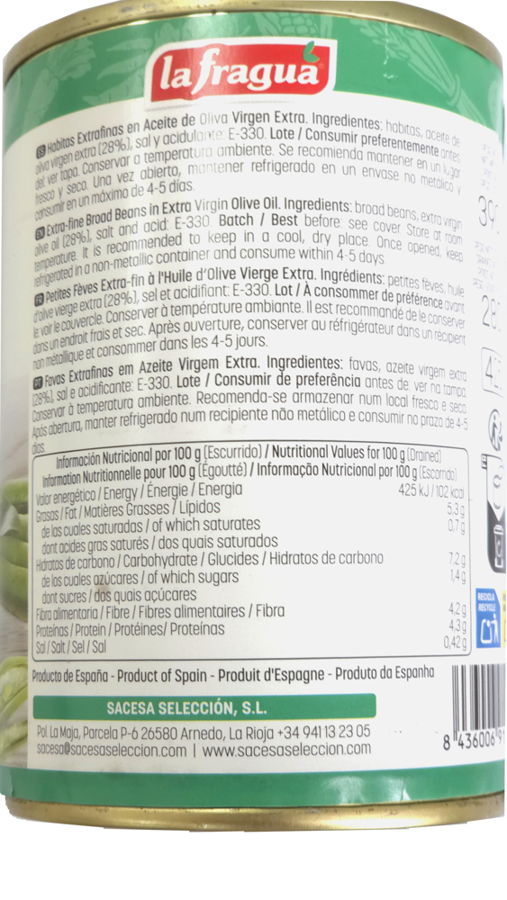 la fragua
ES Habitas Extrafinas en Aceite de Oliva Virgen Extra. Ingredientes: habitas, aceite de
oliva virgen extra (28%), sal y acidulante: E-330. Lote / Consumir preferentemente antes
del: ver tapa. Conservar a temperatura ambiente. Se recomienda mantener en un lugar
fresco y seco. Una vez abierto, mantener refrigerado en un envase no metálico y
consumir en un máximo de 4-5 días.
Extra-fine Broad Beans in Extra Virgin Olive Oil. Ingredients: broad beans, extra virgin
olive oil (28%), salt and acid: E-330. Batch / Best before: see cover. Store at room
temperature. It is recommended to keep in a cool, dry place. Once opened, keep
refrigerated in a non-metallic container and consume within 4-5 days.
Petites Fèves Extra-fin à l'Huile d'Olive Vierge Extra. Ingrédients: petites fèves, huile
d'olive vierge extra (28%), sel et acidifiant: E-330. Lot / À consommer de préférence avant
le: voir le couvercle. Conserver à température ambiante. Il est recommandé de le conserver
dans un endroit frais et sec. Après ouverture, conserver au réfrigérateur dans un récipient
non métallique et consommer dans les 4-5 jours.
Favas Extrafinas em Azeite Virgem Extra. Ingredientes: favas, azeite virgem extra
(28%), sal e acidificante: E-330. Lote / Consumir de preferência antes de: ver na tampa.
Conservar à temperatura ambiente. Recomenda-se armazenar num local fresco e seco.
Após abertura, manter refrigerado num recipiente não metálico e consumir no prazo de 4-5
dias.
Información Nutricional por 100 g (Escurrido) / Nutritional Values for 100 g (Drained)
Information Nutritionnelle pour 100 g (Égoutté) / Informação Nutricional por 100 g (Escorrido)
Valor energético / Energy / Énergie / Energia 425 kJ / 102 kcal
Grasas / Fat / Matières Grasses / Lípidos 5,3 g
de las cuales saturadas / of which saturates 0,7 g
dont acides gras saturés / dos quais saturados
Hidratos de carbono / Carbohydrate / Glucides / Hidratos de carbono 7,2 g
de los cuales azúcares / of which sugars 1,4 g
dont sucres / dos quais açúcares
Fibra alimentaria / Fibre / Fibres alimentaires / Fibra 4,2 g
Proteínas / Protein / Protéines / Proteínas 4,3 g
Sal / Salt / Sel / Sal 0,42 g
Producto de España - Product of Spain - Produit d'Espagne - Produto da Espanha
SACESA SELECCIÓN, S.L.
Pol. La Maja, Parcela P-6 26580 Arnedo, La Rioja +34 941 13 23 05
sacesa@sacesaseleccion.com | www.sacesaseleccion.com
RECICLA
RECYCLE
8 436006 9